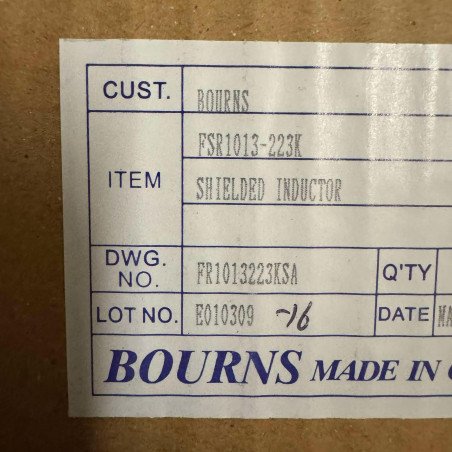 CUST. BOURNS
FSR1013-223K
ITEM SHIELDED INDUCTOR
DWG. NO. FR1013223KSA Q'TY
LOT NO. E010309 -16 DATE
BOURNS MADE IN